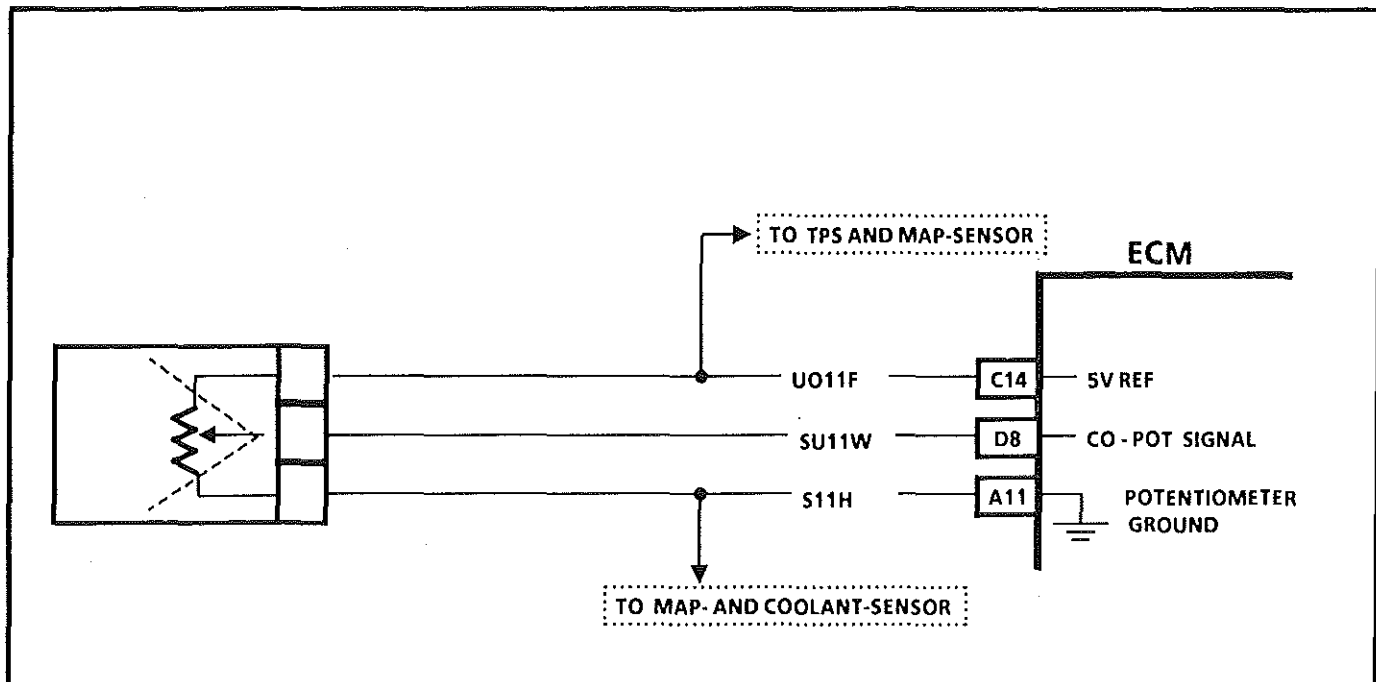 TO TPS AND MAP-SENSOR
ECM
UO11F
C14
5V REF
SU11W
D8
CO-POT SIGNAL
S11H
A11
POTENTIOMETER
GROUND
TO MAP- AND COOLANT-SENSOR